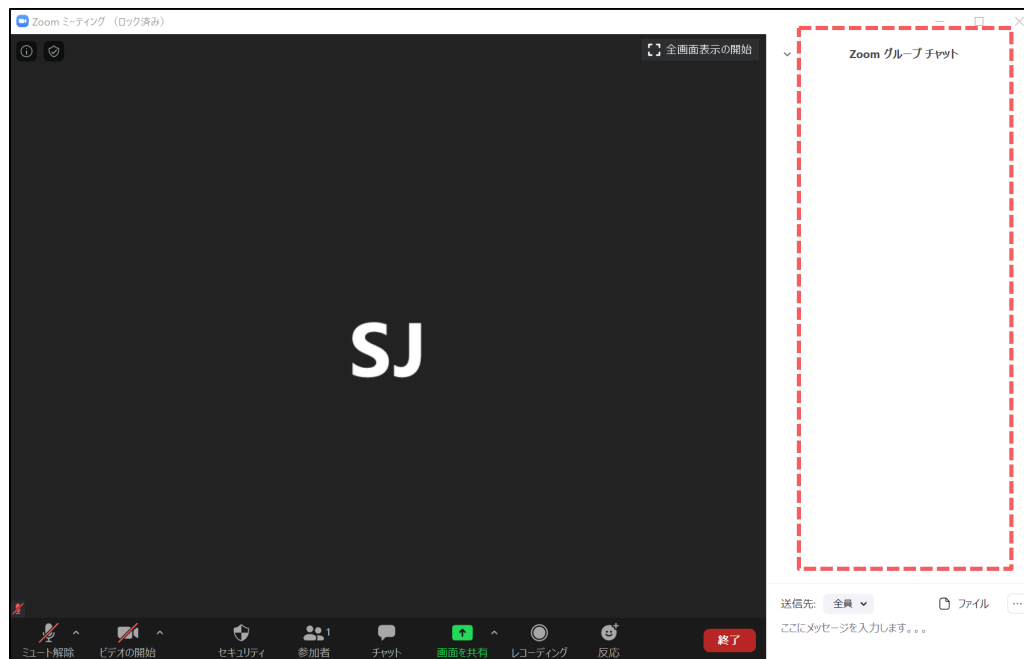 Zoom ミーティング （ロック済み）
全画面表示の開始
Zoom グループ チャット
SJ
送信先: 全員
ファイル
ここにメッセージを入力します。。。
ミュート解除
ビデオの開始
セキュリティ
1
参加者
チャット
画面を共有
レコーディング
反応
終了